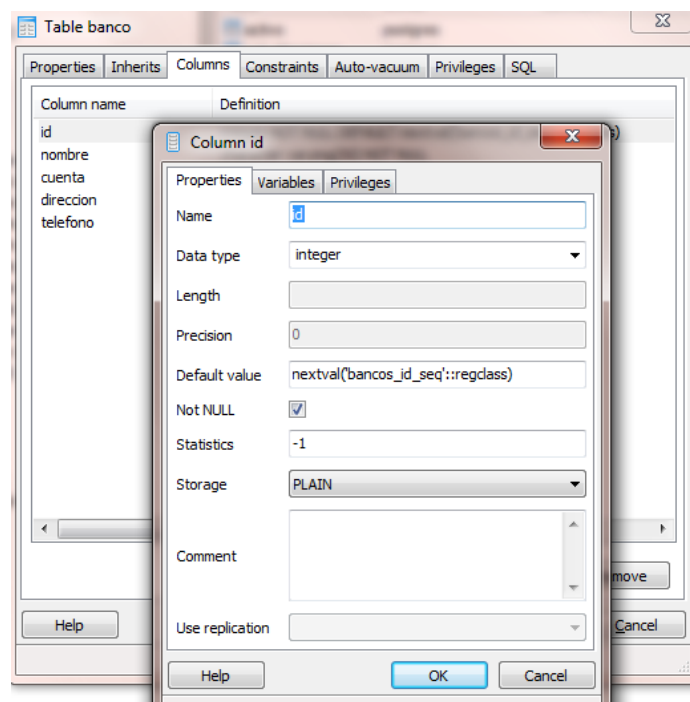 Table banco
Properties Inherits Columns Constraints Auto-vacuum Privileges SQL
Column name Definition
id
nombre
cuenta
direccion
telefono
Column id
Properties Variables Privileges
Name id
Data type integer
Length
Precision 0
Default value nextval('bancos_id_seq'::regclass)
Not NULL
Statistics -1
Storage PLAIN
Comment
Use replication
Help OK Cancel
move
Help Cancel